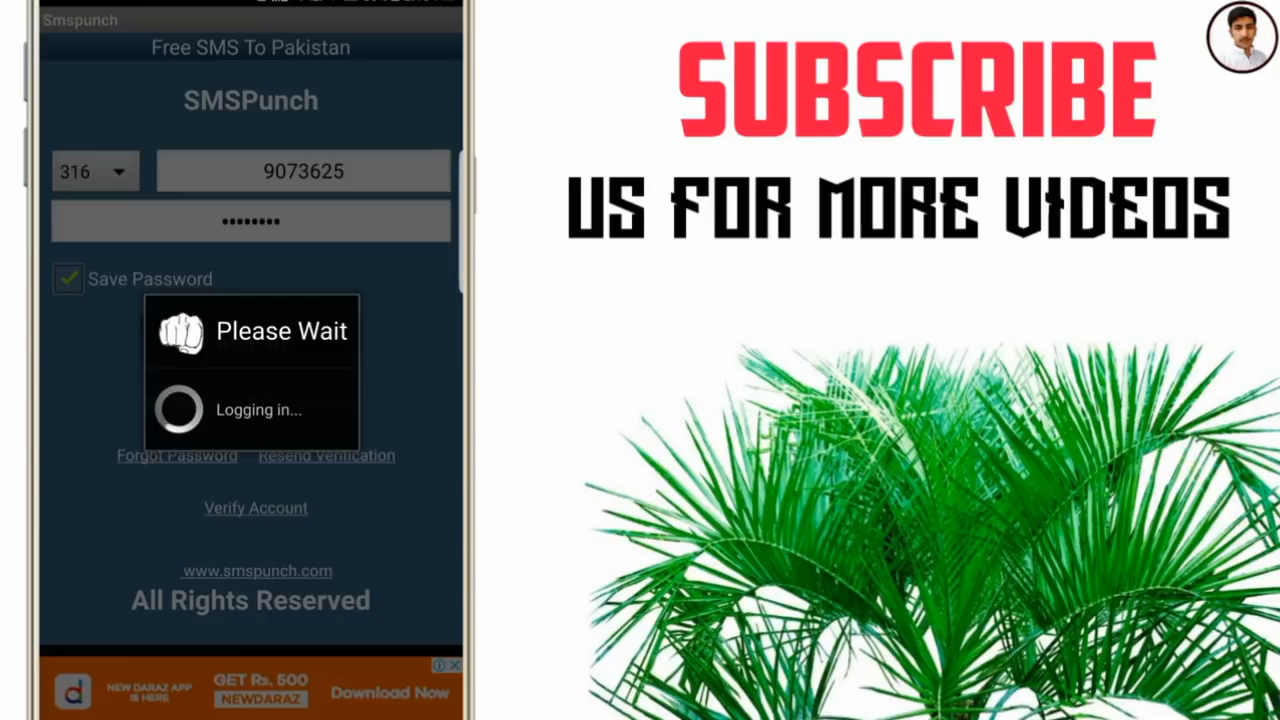 Smspunch
Free SMS To Pakistan
SMSPunch
316
9073625
••••••••
Save Password
Please Wait
Logging in...
Forgot Password Resend Verification
Verify Account
www.smspunch.com
All Rights Reserved
d NEW DARAZ APP
IS HERE
GET Rs. 500
NEWDARAZ
Download Now
SUBSCRIBE
US FOR MORE VIDEOS